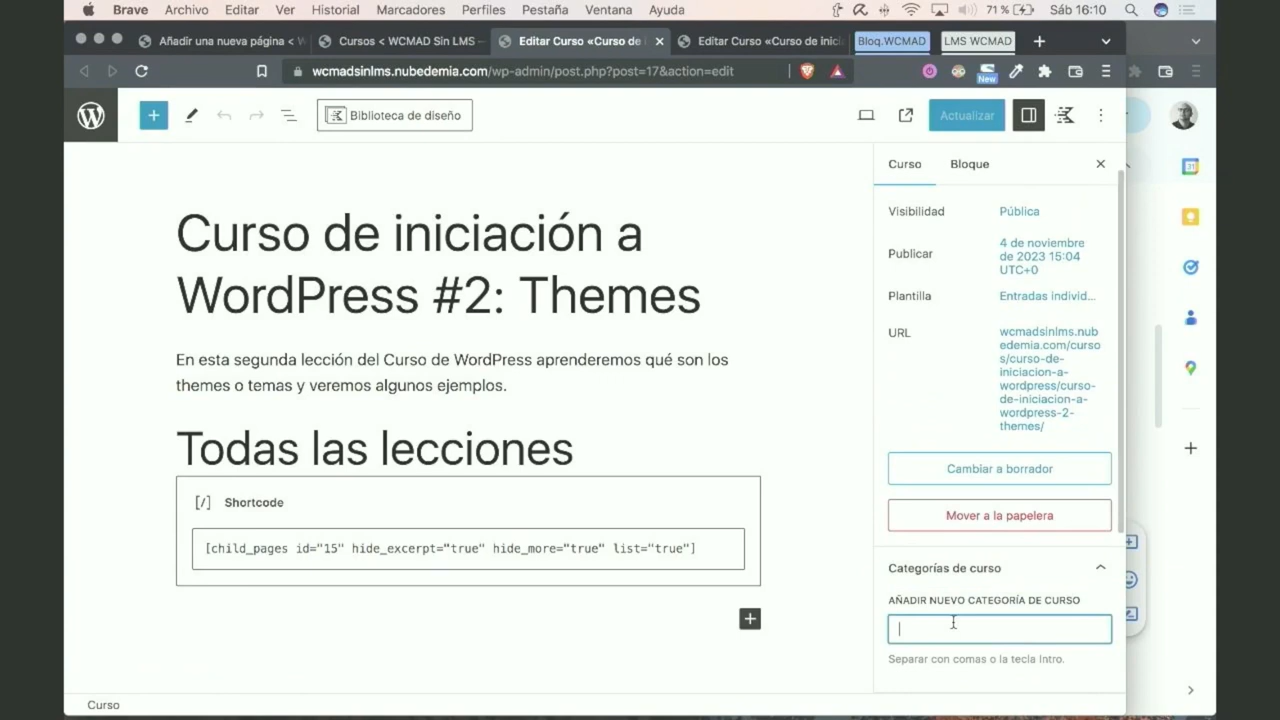 Brave Archivo Editar Ver Historial Marcadores Perfiles Pestaña Ventana Ayuda 71 % Sáb 16:10
Añadir una nueva página < W
Cursos < WCMAD Sin LMS —
Editar Curso «Curso de i
Editar Curso «Curso de inici
Bloq.WCMAD
LMS WCMAD
wcmadsinlms.nubedemia.com/wp-admin/post.php?post=17&action=edit
New
Biblioteca de diseño
Actualizar
Curso de iniciación a
WordPress #2: Themes
En esta segunda lección del Curso de WordPress aprenderemos qué son los
themes o temas y veremos algunos ejemplos.
Todas las lecciones
[/] Shortcode
[child_pages id="15" hide_excerpt="true" hide_more="true" list="true"]
Curso
Curso Bloque
Visibilidad Pública
Publicar 4 de noviembre
de 2023 15:04
UTC+0
Plantilla Entradas individ...
URL wcmadsinlms.nub
edemia.com/curso
s/curso-de-
iniciacion-a-
wordpress/curso-
de-iniciacion-a-
wordpress-2-
themes/
Cambiar a borrador
Mover a la papelera
Categorías de curso
AÑADIR NUEVO CATEGORÍA DE CURSO
Separar con comas o la tecla Intro.